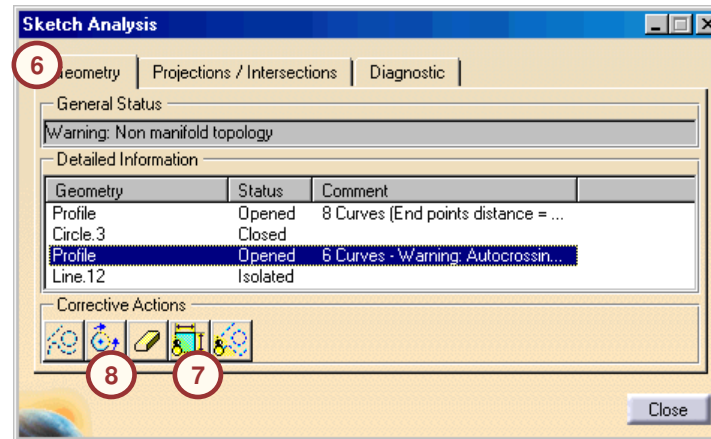 Sketch Analysis
6
Geometry Projections / Intersections Diagnostic
General Status
Warning: Non manifold topology
Detailed Information
Geometry Status Comment
Profile Opened 8 Curves (End points distance = ...
Circle.3 Closed
Profile Opened 6 Curves - Warning: Autocrossin...
Line.12 Isolated
Corrective Actions
8 7
Close